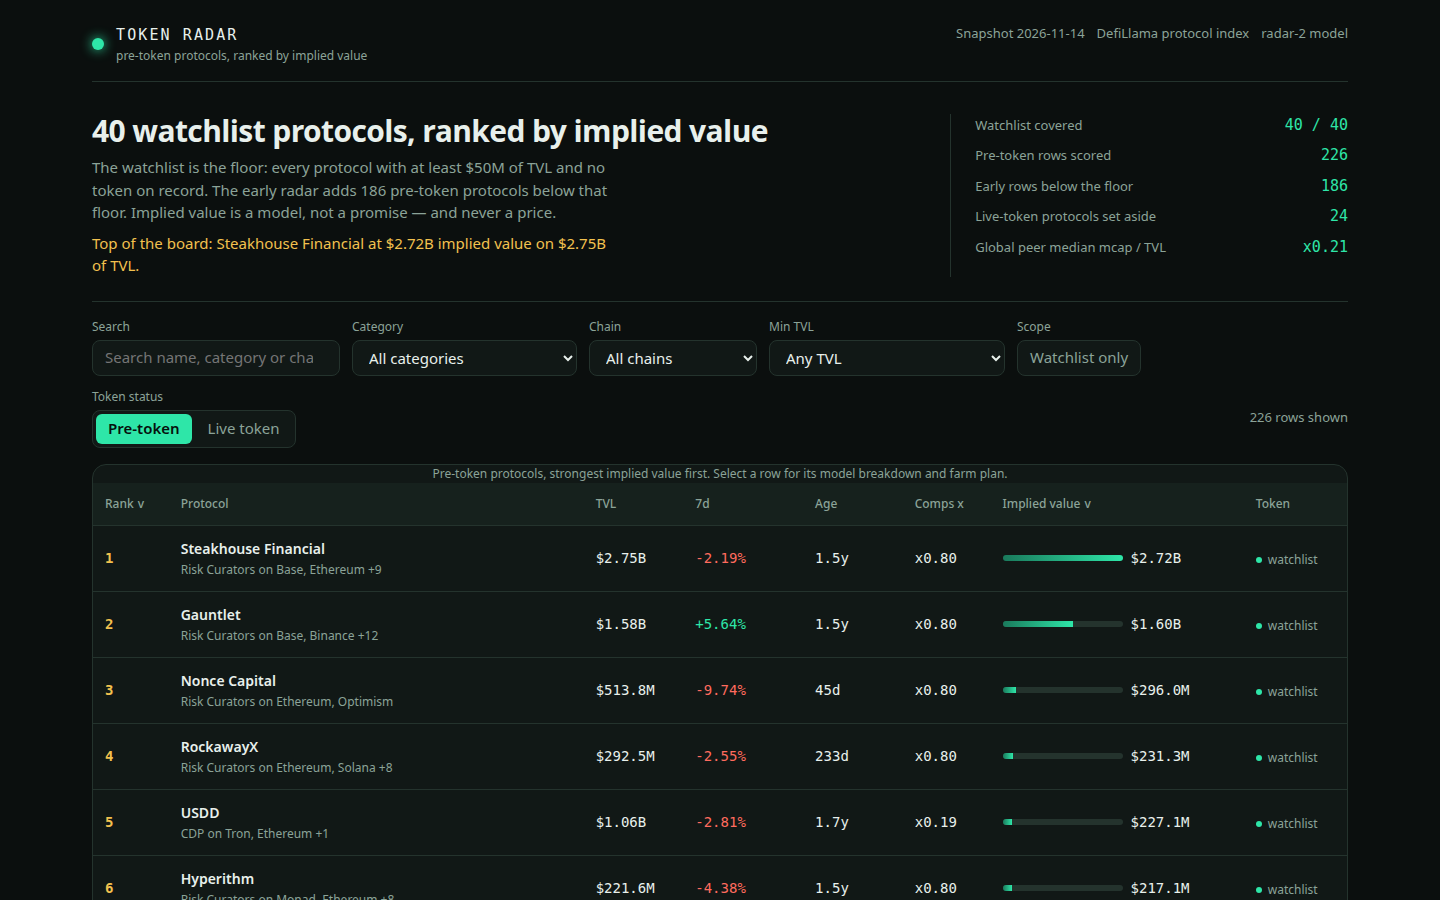 TOKEN RADAR
pre-token protocols, ranked by implied value
Snapshot 2026-11-14 DefiLlama protocol index radar-2 model
40 watchlist protocols, ranked by implied value
The watchlist is the floor: every protocol with at least $50M of TVL and no
token on record. The early radar adds 186 pre-token protocols below that
floor. Implied value is a model, not a promise — and never a price.
Top of the board: Steakhouse Financial at $2.72B implied value on $2.75B
of TVL.
Watchlist covered 40 / 40
Pre-token rows scored 226
Early rows below the floor 186
Live-token protocols set aside 24
Global peer median mcap / TVL x0.21
Search Category Chain Min TVL Scope
Search name, category or cha All categories All chains Any TVL Watchlist only
Token status
Pre-token Live token
226 rows shown
Pre-token protocols, strongest implied value first. Select a row for its model breakdown and farm plan.
Rank v Protocol TVL 7d Age Comps x Implied value v Token
1 Steakhouse Financial $2.75B -2.19% 1.5y x0.80 $2.72B watchlist
Risk Curators on Base, Ethereum +9
2 Gauntlet $1.58B +5.64% 1.5y x0.80 $1.60B watchlist
Risk Curators on Base, Binance +12
3 Nonce Capital $513.8M -9.74% 45d x0.80 $296.0M watchlist
Risk Curators on Ethereum, Optimism
4 RockawayX $292.5M -2.55% 233d x0.80 $231.3M watchlist
Risk Curators on Ethereum, Solana +8
5 USDD $1.06B -2.81% 1.7y x0.19 $227.1M watchlist
CDP on Tron, Ethereum +1
6 Hyperithm $221.6M -4.38% 1.5y x0.80 $217.1M watchlist
Risk Curators on Monad, Ethereum +8